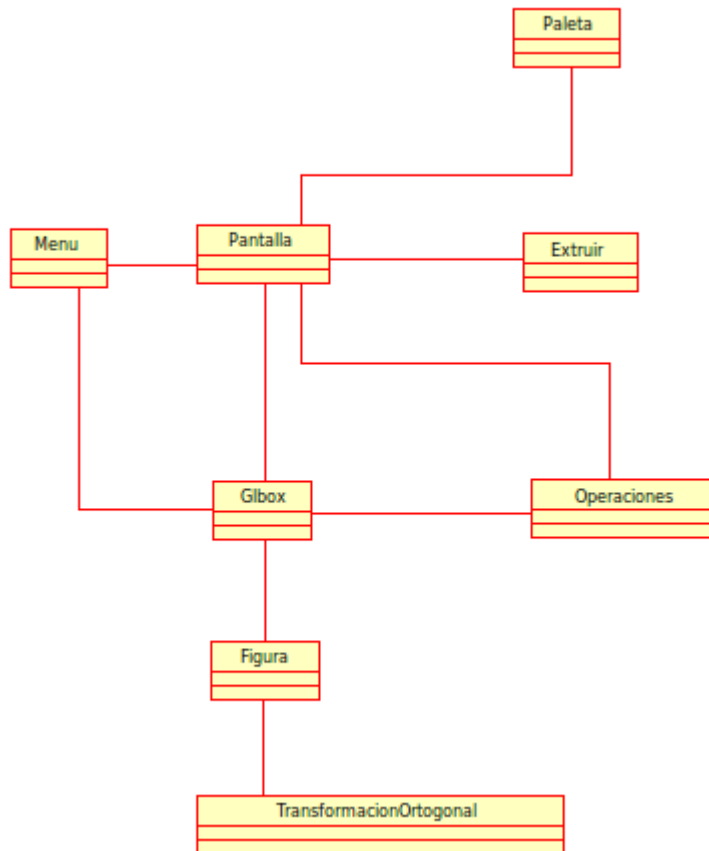 Paleta
Menu
Pantalla
Extruir
Glbox
Operaciones
Figura
TransformacionOrtogonal